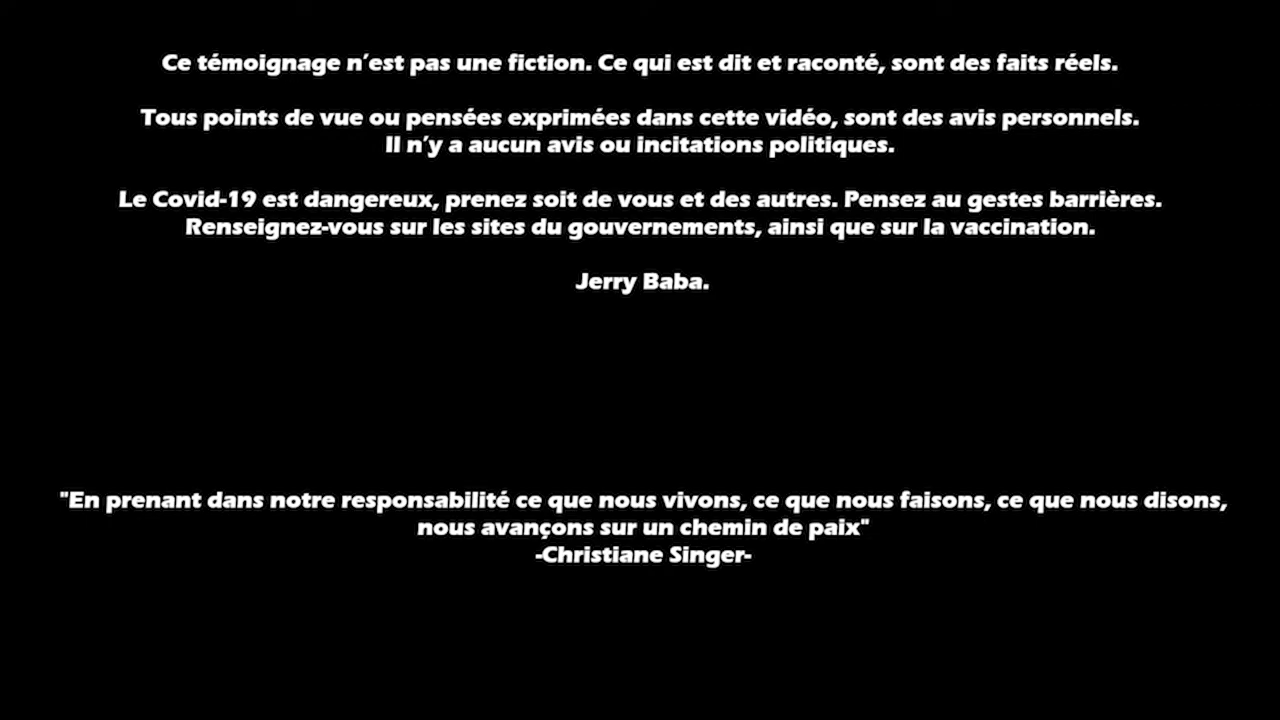 Ce témoignage n’est pas une fiction. Ce qui est dit et raconté, sont des faits réels.
Tous points de vue ou pensées exprimées dans cette vidéo, sont des avis personnels.
Il n’y a aucun avis ou incitations politiques.
Le Covid-19 est dangereux, prenez soit de vous et des autres. Pensez au gestes barrières.
Renseignez-vous sur les sites du gouvernements, ainsi que sur la vaccination.
Jerry Baba.
"En prenant dans notre responsabilité ce que nous vivons, ce que nous faisons, ce que nous disons,
nous avançons sur un chemin de paix"
-Christiane Singer-